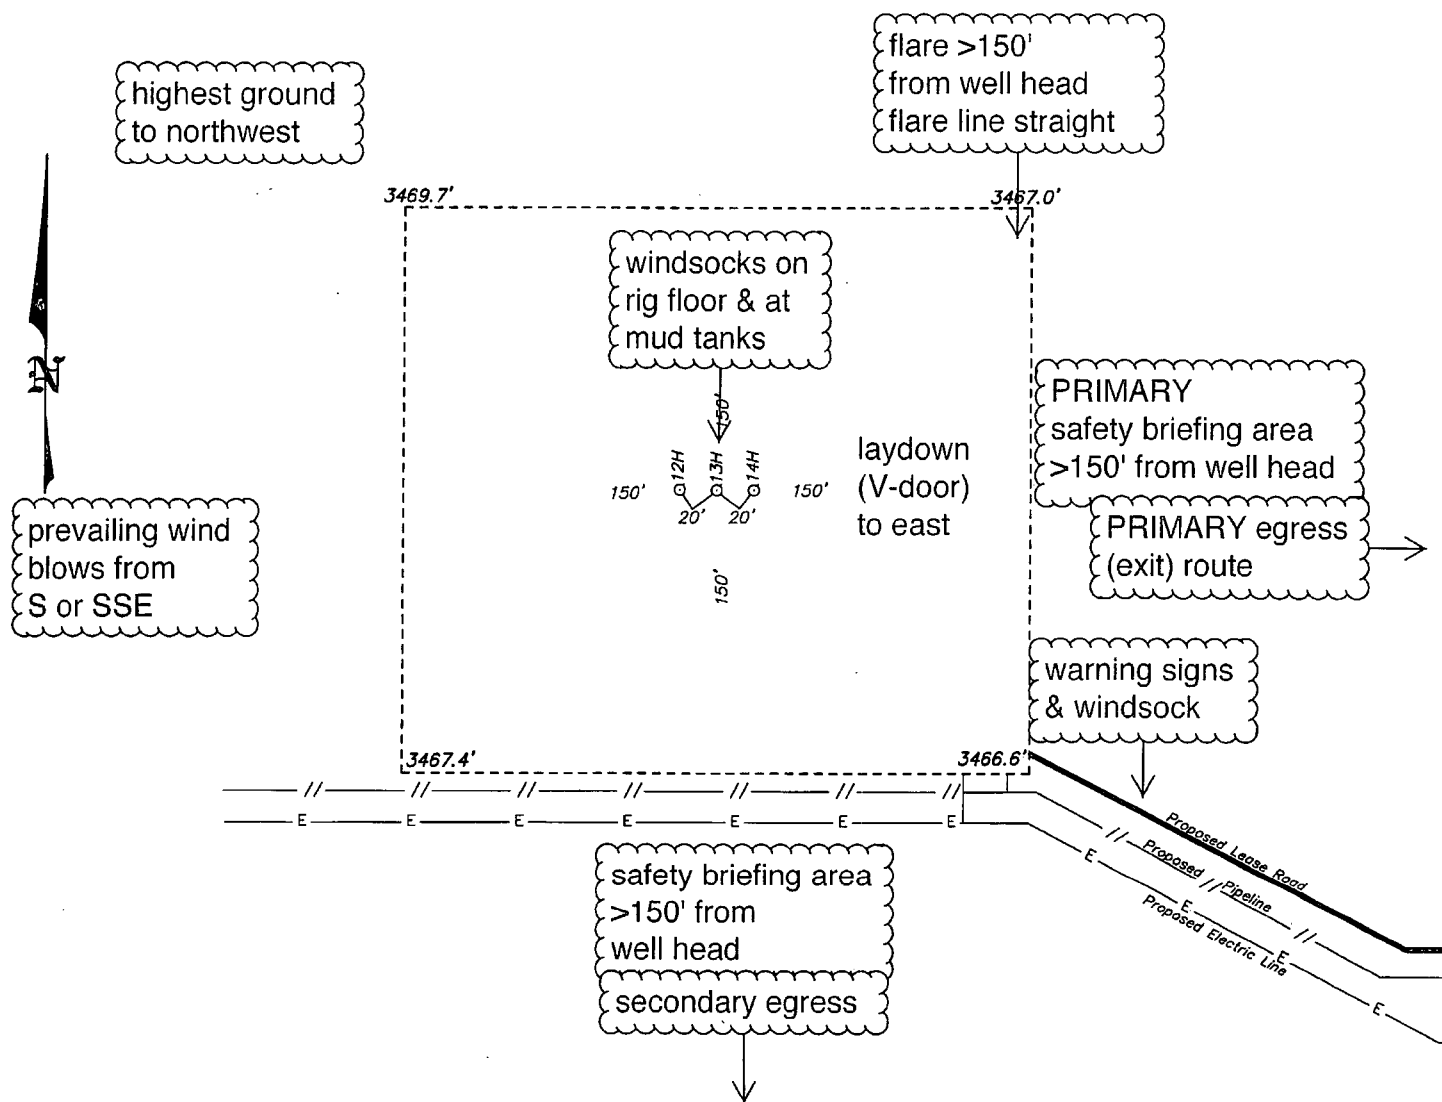 flare >150'
from well head
flare line straight
highest ground
to northwest
3469.7'
3467.0'
windsocks on
rig floor & at
mud tanks
N
PRIMARY
safety briefing area
>150' from well head
150'
12H
13H
14H
150'
150'
20'
20'
150'
laydown
(V-door)
to east
PRIMARY egress
(exit) route
prevailing wind
blows from
S or SSE
warning signs
& windsock
3467.4'
3466.6'
// // // // // // //
E E E E E E E
Proposed Lease Road
// Proposed // Pipeline //
E E E E
Proposed Electric Line
safety briefing area
>150' from
well head
secondary egress